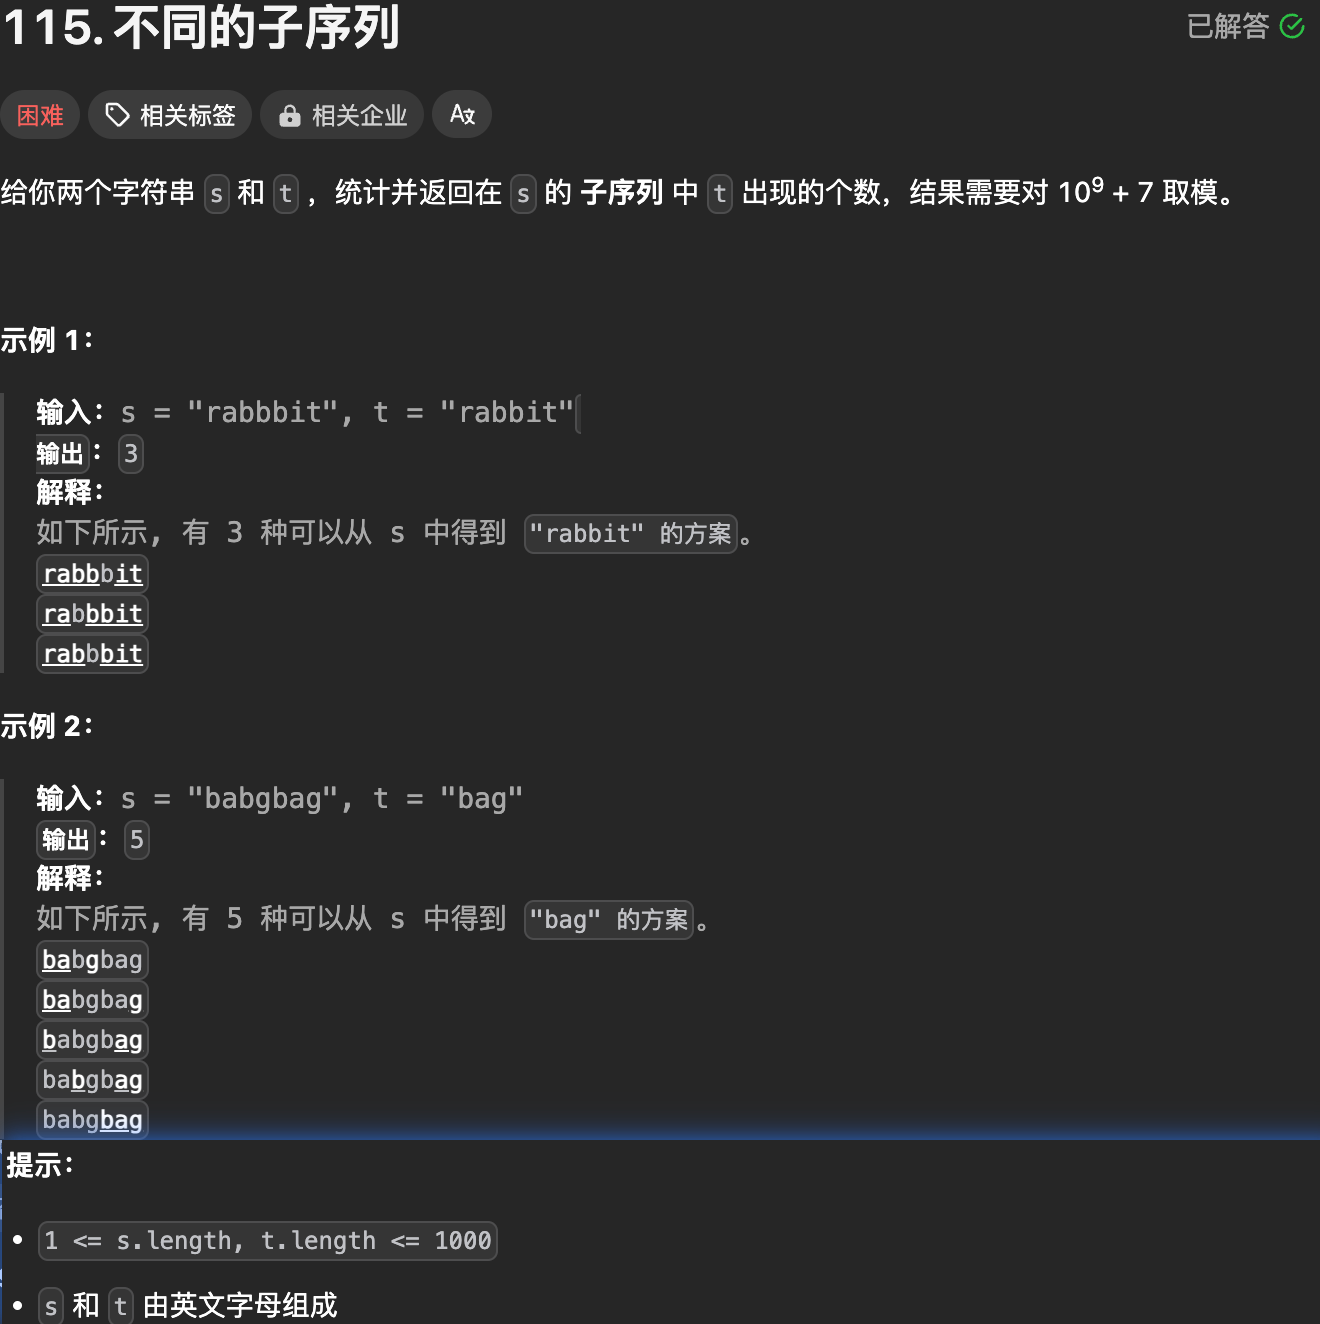 115. 不同的子序列
已解答
困难 相关标签 相关企业 Az
给你两个字符串 s 和 t ，统计并返回在 s 的 子序列 中 t 出现的个数，结果需要对 10⁹ + 7 取模。
示例 1：
输入：s = "rabbbit", t = "rabbit"
输出：3
解释：
如下所示, 有 3 种可以从 s 中得到 "rabbit" 的方案。
rabbbit
rabbbit
rabbbit
示例 2：
输入：s = "babgbag", t = "bag"
输出：5
解释：
如下所示, 有 5 种可以从 s 中得到 "bag" 的方案。
babgbag
babgbag
babgbag
babgbag
babgbag
提示：
• 1 <= s.length, t.length <= 1000
• s 和 t 由英文字母组成